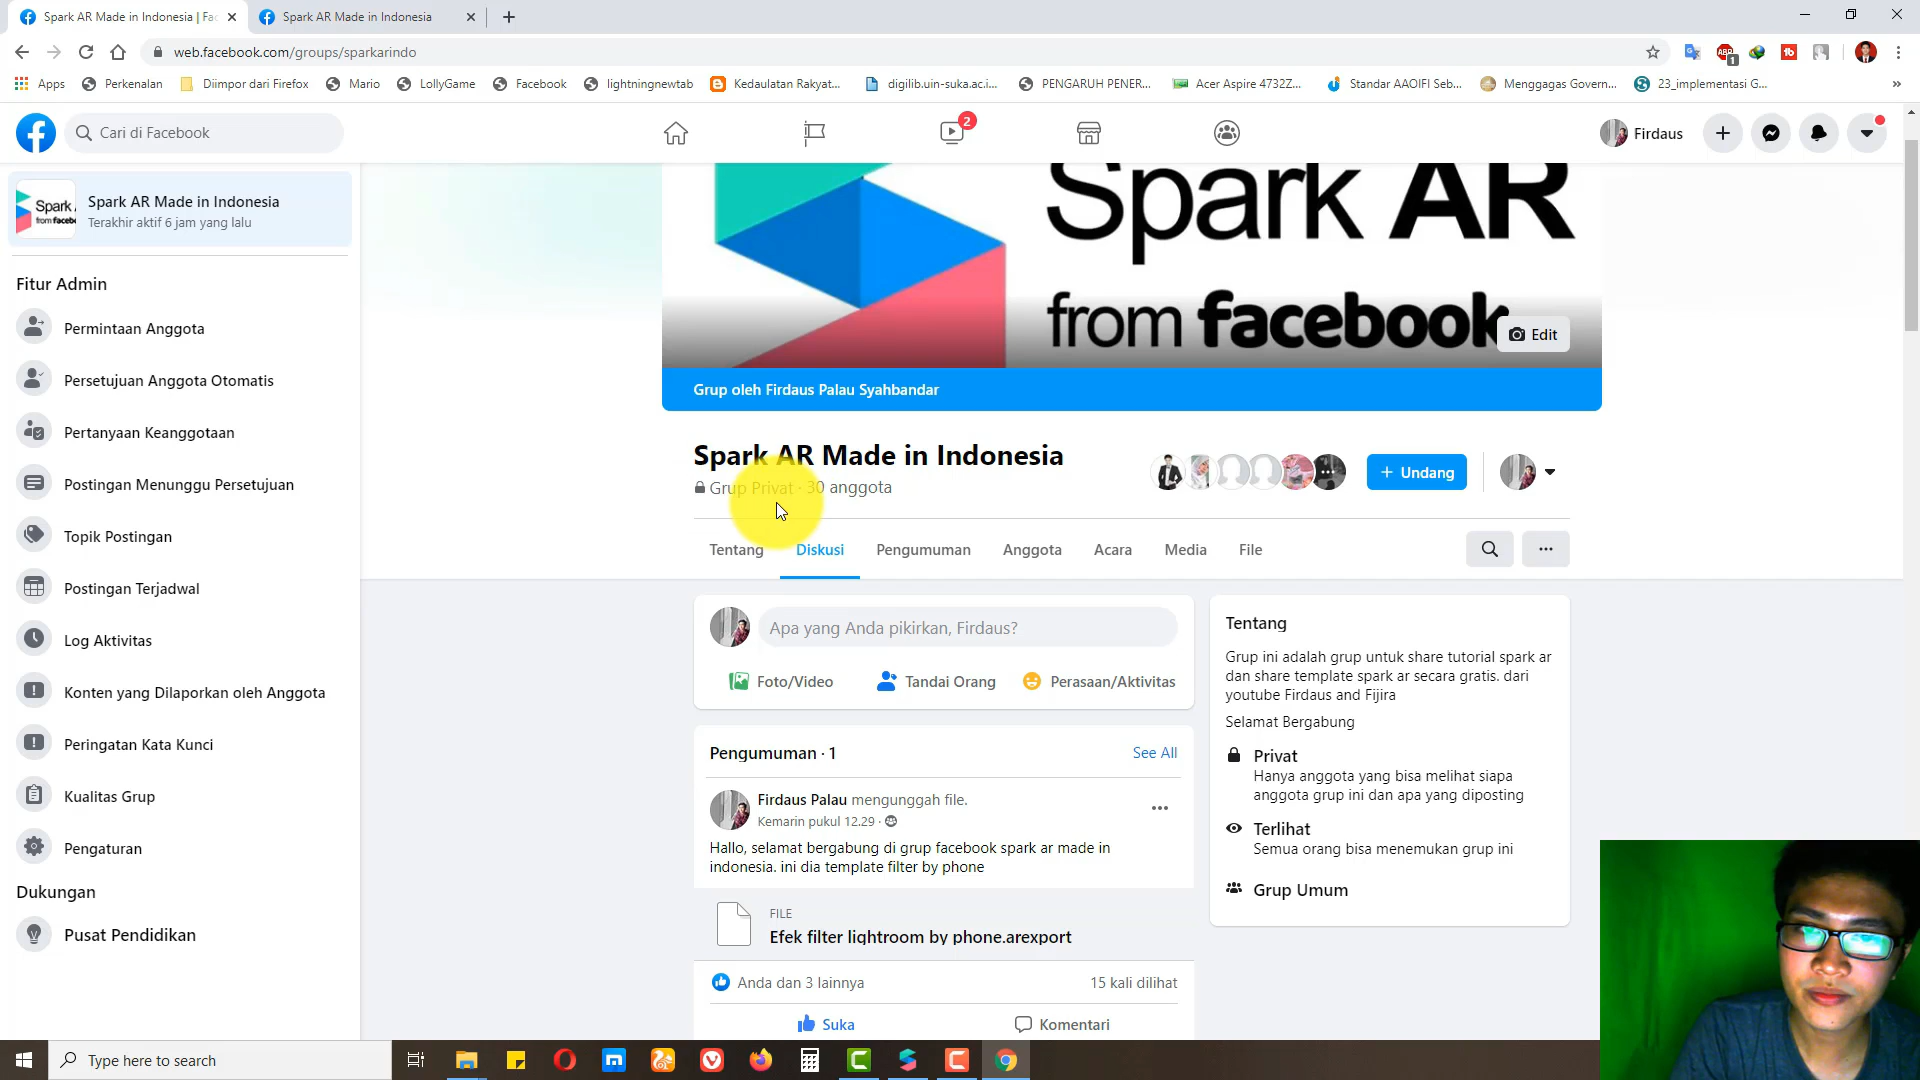 Spark AR Made in Indonesia | Fac
Spark AR Made in Indonesia
web.facebook.com/groups/sparkarindo
Apps
Perkenalan
Diimpor dari Firefox
Mario
LollyGame
Facebook
lightningnewtab
Kedaulatan Rakyat...
digilib.uin-suka.ac.i...
PENGARUH PENER...
Acer Aspire 4732Z...
Standar AAOIFI Seb...
Menggagas Govern...
23_implementasi G...
Cari di Facebook
2
Firdaus
Spark AR Made in Indonesia
Terakhir aktif 6 jam yang lalu
Fitur Admin
Permintaan Anggota
Persetujuan Anggota Otomatis
Pertanyaan Keanggotaan
Postingan Menunggu Persetujuan
Topik Postingan
Postingan Terjadwal
Log Aktivitas
Konten yang Dilaporkan oleh Anggota
Peringatan Kata Kunci
Kualitas Grup
Pengaturan
Dukungan
Pusat Pendidikan
Spark AR
from facebook
Edit
Grup oleh Firdaus Palau Syahbandar
Spark AR Made in Indonesia
Grup Privat · 30 anggota
+ Undang
Tentang
Diskusi
Pengumuman
Anggota
Acara
Media
File
Apa yang Anda pikirkan, Firdaus?
Foto/Video
Tandai Orang
Perasaan/Aktivitas
Pengumuman · 1
See All
Firdaus Palau mengunggah file.
Kemarin pukul 12.29 ·
Hallo, selamat bergabung di grup facebook spark ar made in
indonesia. ini dia template filter by phone
FILE
Efek filter lightroom by phone.arexport
Anda dan 3 lainnya
15 kali dilihat
Suka
Komentari
Tentang
Grup ini adalah grup untuk share tutorial spark ar
dan share template spark ar secara gratis. dari
youtube Firdaus and Fijira
Selamat Bergabung
Privat
Hanya anggota yang bisa melihat siapa
anggota grup ini dan apa yang diposting
Terlihat
Semua orang bisa menemukan grup ini
Grup Umum
Type here to search